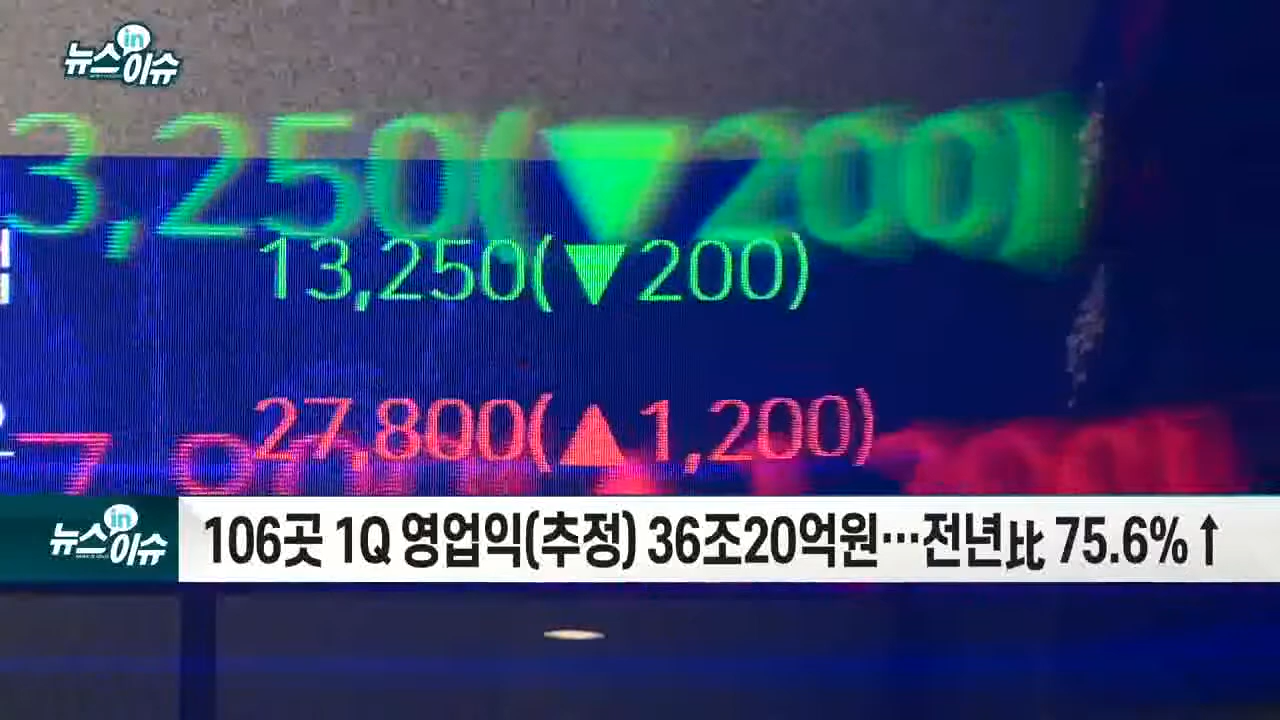 뉴스in이슈
3,250(▼200)
13,250(▼200)
27,800(▲1,200)
뉴스in이슈
106곳 1Q 영업익(추정) 36조20억원…전년比 75.6%↑